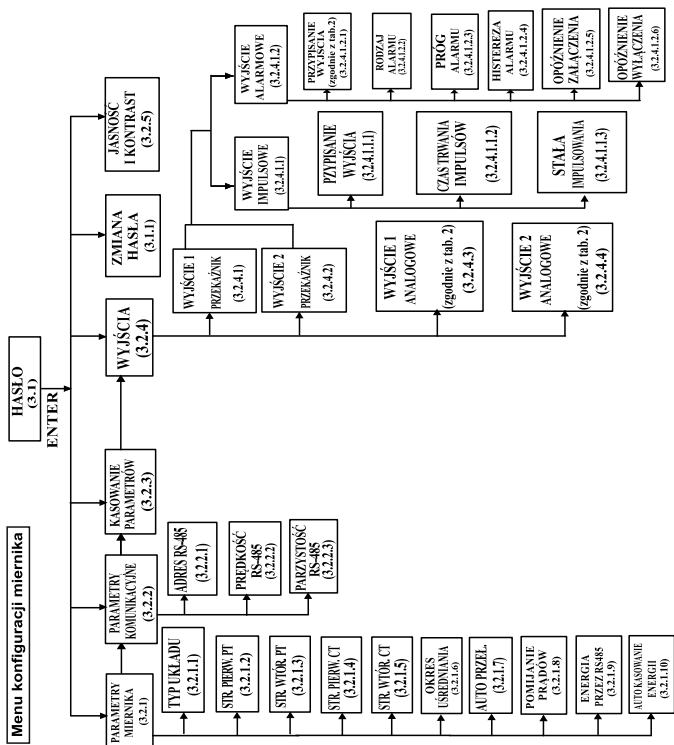 Menu konfiguracji miernika
HASŁO
(3.1)
ENTER
PARAMETRY
MIERNIKA
(3.2.1)
PARAMETRY
KOMUNIKACYJNE
(3.2.2)
KASOWANIE
PARAMETRÓW
(3.2.3)
WYJŚCIA
(3.2.4)
ZMIANA
HASŁA
(3.1.1)
JASNOŚĆ
I KONTRAST
(3.2.5)
TYP UKŁADU
(3.2.1.1)
STR. PIERW. PT
(3.2.1.2)
STR. WTÓR. PT
(3.2.1.3)
STR. PIERW. CT
(3.2.1.4)
STR. WTÓR. CT
(3.2.1.5)
OKRES
UŚREDNIANIA
(3.2.1.6)
AUTO PRZEŁ.
(3.2.1.7)
POMIJANIE
PRĄDÓW
(3.2.1.8)
ENERGIA
PRZEZ RS485
(3.2.1.9)
AUTO KASOWANIE
ENERGII
(3.2.1.10)
ADRES RS-485
(3.2.2.1)
PRĘDKOŚĆ
RS-485
(3.2.2.2)
PARZYSTOŚĆ
RS-485
(3.2.2.3)
WYJŚCIE 1
PRZEKAŹNIK
(3.2.4.1)
WYJŚCIE 2
PRZEKAŹNIK
(3.2.4.2)
WYJŚCIE 1
ANALOGOWE
(zgodnie z tab. 2)
(3.2.4.3)
WYJŚCIE 2
ANALOGOWE
(zgodnie z tab. 2)
(3.2.4.4)
WYJŚCIE
IMPULSOWE
(3.2.4.1.1)
PZYPISANIE
WYJŚCIA
(3.2.4.1.1.1)
CZAS TRWANIA
IMPULSÓW
(3.2.4.1.1.2)
STAŁA
IMPULSOWANIA
(3.2.4.1.1.3)
WYJŚCIE
ALARMOWE
(3.2.4.1.2)
PRZYPISANIE
WYJŚCIA
(zgodnie z tab.2)
(3.2.4.1.2.1)
RODZAJ
ALARMU
(3.2.4.1.2.2)
PRÓG
ALARMU
(3.2.4.1.2.3)
HISTEREZA
ALARMU
(3.2.4.1.2.4)
OPÓŹNIENIE
ZAŁĄCZENIA
(3.2.4.1.2.5)
OPÓŹNIENIE
WYŁĄCZENIA
(3.2.4.1.2.6)